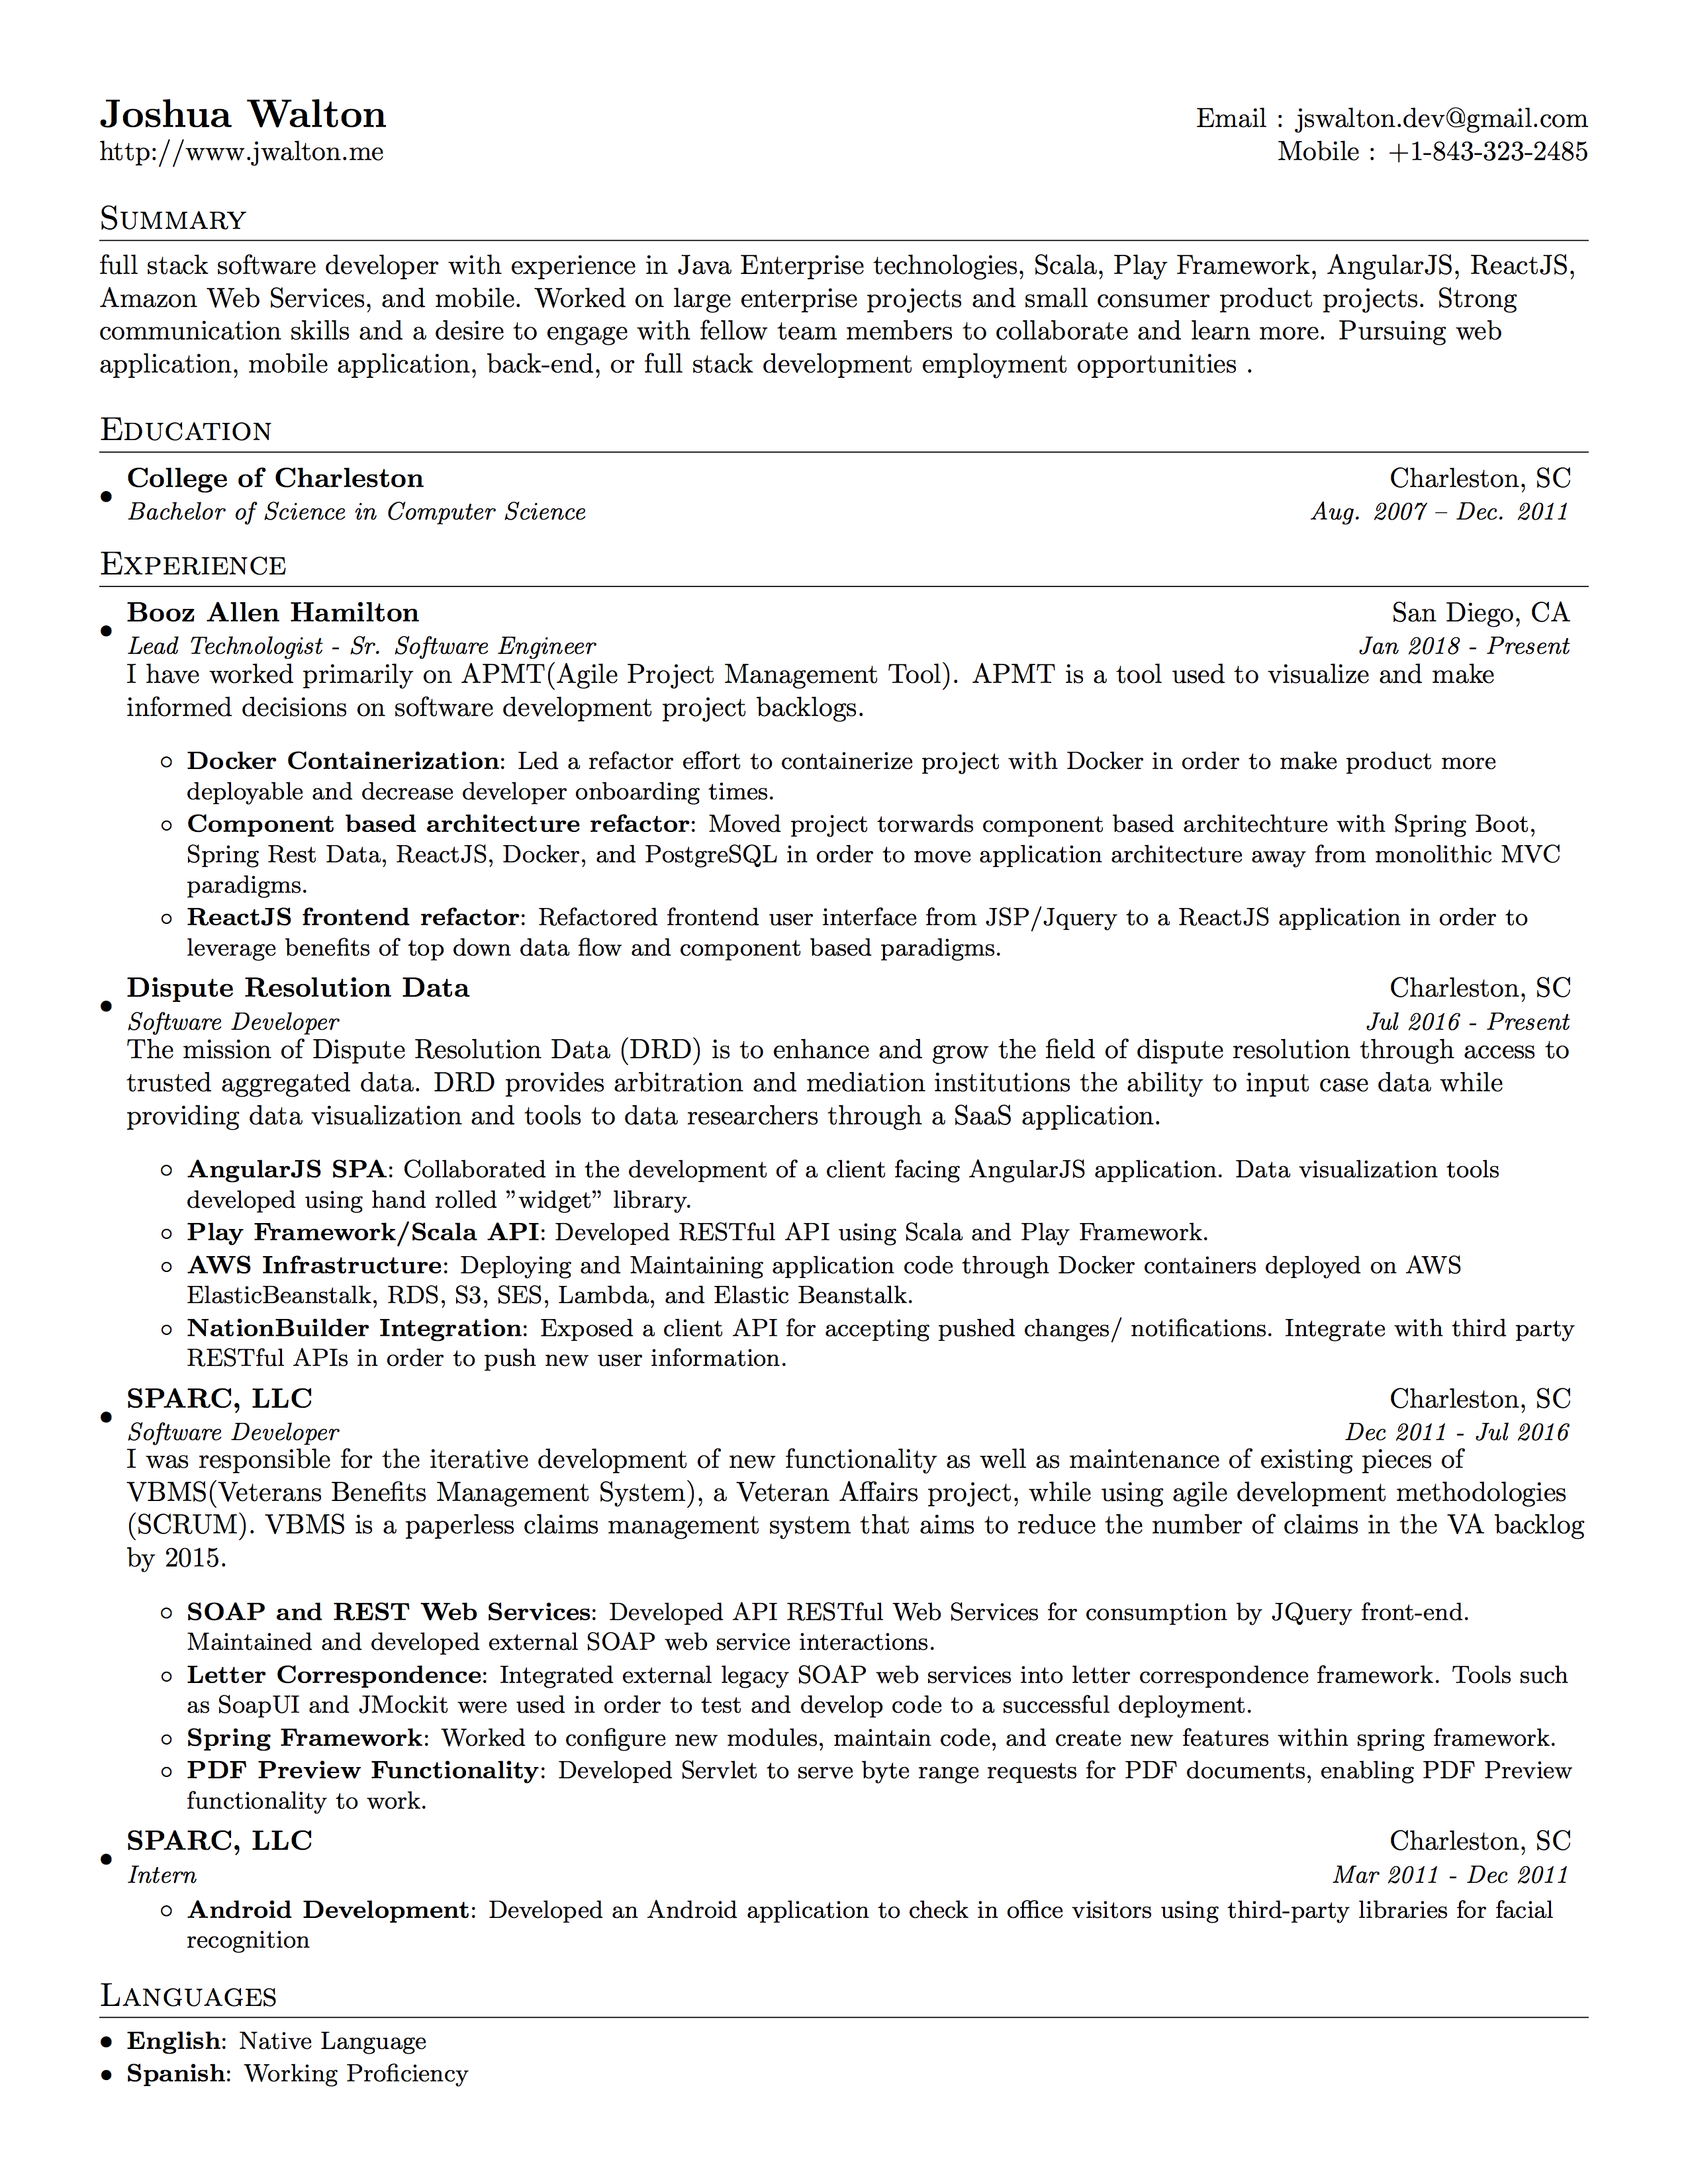 Joshua Walton
Email : jswalton.dev@gmail.com
http://www.jwalton.me
Mobile : +1-843-323-2485
Summary
full stack software developer with experience in Java Enterprise technologies, Scala, Play Framework, AngularJS, ReactJS,
Amazon Web Services, and mobile. Worked on large enterprise projects and small consumer product projects. Strong
communication skills and a desire to engage with fellow team members to collaborate and learn more. Pursuing web
application, mobile application, back-end, or full stack development employment opportunities .
Education
• College of Charleston Charleston, SC
Bachelor of Science in Computer Science Aug. 2007 – Dec. 2011
Experience
• Booz Allen Hamilton San Diego, CA
Lead Technologist - Sr. Software Engineer Jan 2018 - Present
I have worked primarily on APMT(Agile Project Management Tool). APMT is a tool used to visualize and make
informed decisions on software development project backlogs.
◦ Docker Containerization: Led a refactor effort to containerize project with Docker in order to make product more
deployable and decrease developer onboarding times.
◦ Component based architecture refactor: Moved project torwards component based architechture with Spring Boot,
Spring Rest Data, ReactJS, Docker, and PostgreSQL in order to move application architecture away from monolithic MVC
paradigms.
◦ ReactJS frontend refactor: Refactored frontend user interface from JSP/Jquery to a ReactJS application in order to
leverage benefits of top down data flow and component based paradigms.
• Dispute Resolution Data Charleston, SC
Software Developer Jul 2016 - Present
The mission of Dispute Resolution Data (DRD) is to enhance and grow the field of dispute resolution through access to
trusted aggregated data. DRD provides arbitration and mediation institutions the ability to input case data while
providing data visualization and tools to data researchers through a SaaS application.
◦ AngularJS SPA: Collaborated in the development of a client facing AngularJS application. Data visualization tools
developed using hand rolled ”widget” library.
◦ Play Framework/Scala API: Developed RESTful API using Scala and Play Framework.
◦ AWS Infrastructure: Deploying and Maintaining application code through Docker containers deployed on AWS
ElasticBeanstalk, RDS, S3, SES, Lambda, and Elastic Beanstalk.
◦ NationBuilder Integration: Exposed a client API for accepting pushed changes/ notifications. Integrate with third party
RESTful APIs in order to push new user information.
• SPARC, LLC Charleston, SC
Software Developer Dec 2011 - Jul 2016
I was responsible for the iterative development of new functionality as well as maintenance of existing pieces of
VBMS(Veterans Benefits Management System), a Veteran Affairs project, while using agile development methodologies
(SCRUM). VBMS is a paperless claims management system that aims to reduce the number of claims in the VA backlog
by 2015.
◦ SOAP and REST Web Services: Developed API RESTful Web Services for consumption by JQuery front-end.
Maintained and developed external SOAP web service interactions.
◦ Letter Correspondence: Integrated external legacy SOAP web services into letter correspondence framework. Tools such
as SoapUI and JMockit were used in order to test and develop code to a successful deployment.
◦ Spring Framework: Worked to configure new modules, maintain code, and create new features within spring framework.
◦ PDF Preview Functionality: Developed Servlet to serve byte range requests for PDF documents, enabling PDF Preview
functionality to work.
• SPARC, LLC Charleston, SC
Intern Mar 2011 - Dec 2011
◦ Android Development: Developed an Android application to check in office visitors using third-party libraries for facial
recognition
Languages
• English: Native Language
• Spanish: Working Proficiency